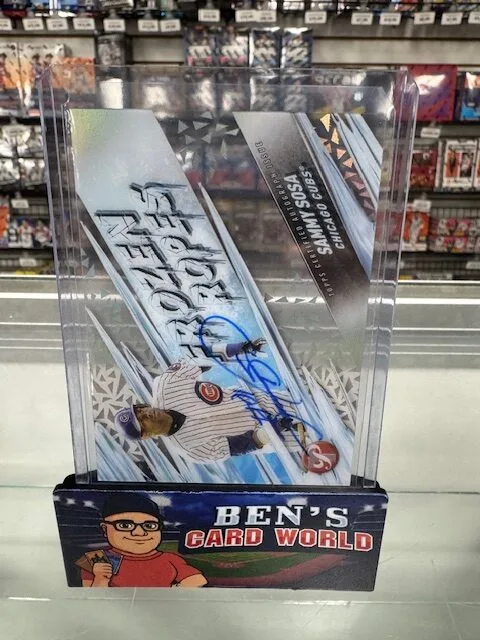 FROZEN
ROPES
TOPPS CERTIFIED AUTOGRAPH ISSUE
SAMMY SOSA
CHICAGO CUBS®
BEN'S
CARD WORLD